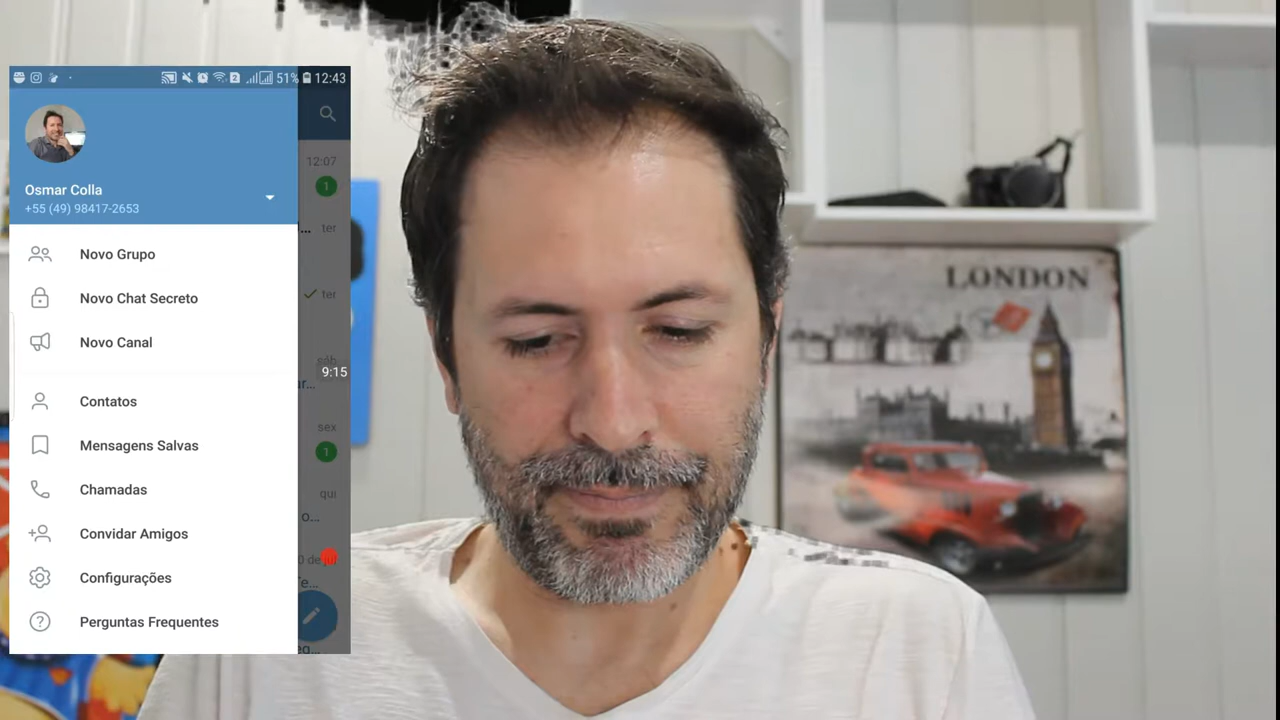 51% 12:43
12:07
1
Osmar Colla
+55 (49) 98417-2653
... ter
Novo Grupo
Novo Chat Secreto
ter
Novo Canal
sáb
9:15
Contatos
sex
Mensagens Salvas
1
Chamadas
qui
o...
Convidar Amigos
Configurações
Perguntas Frequentes
LONDON